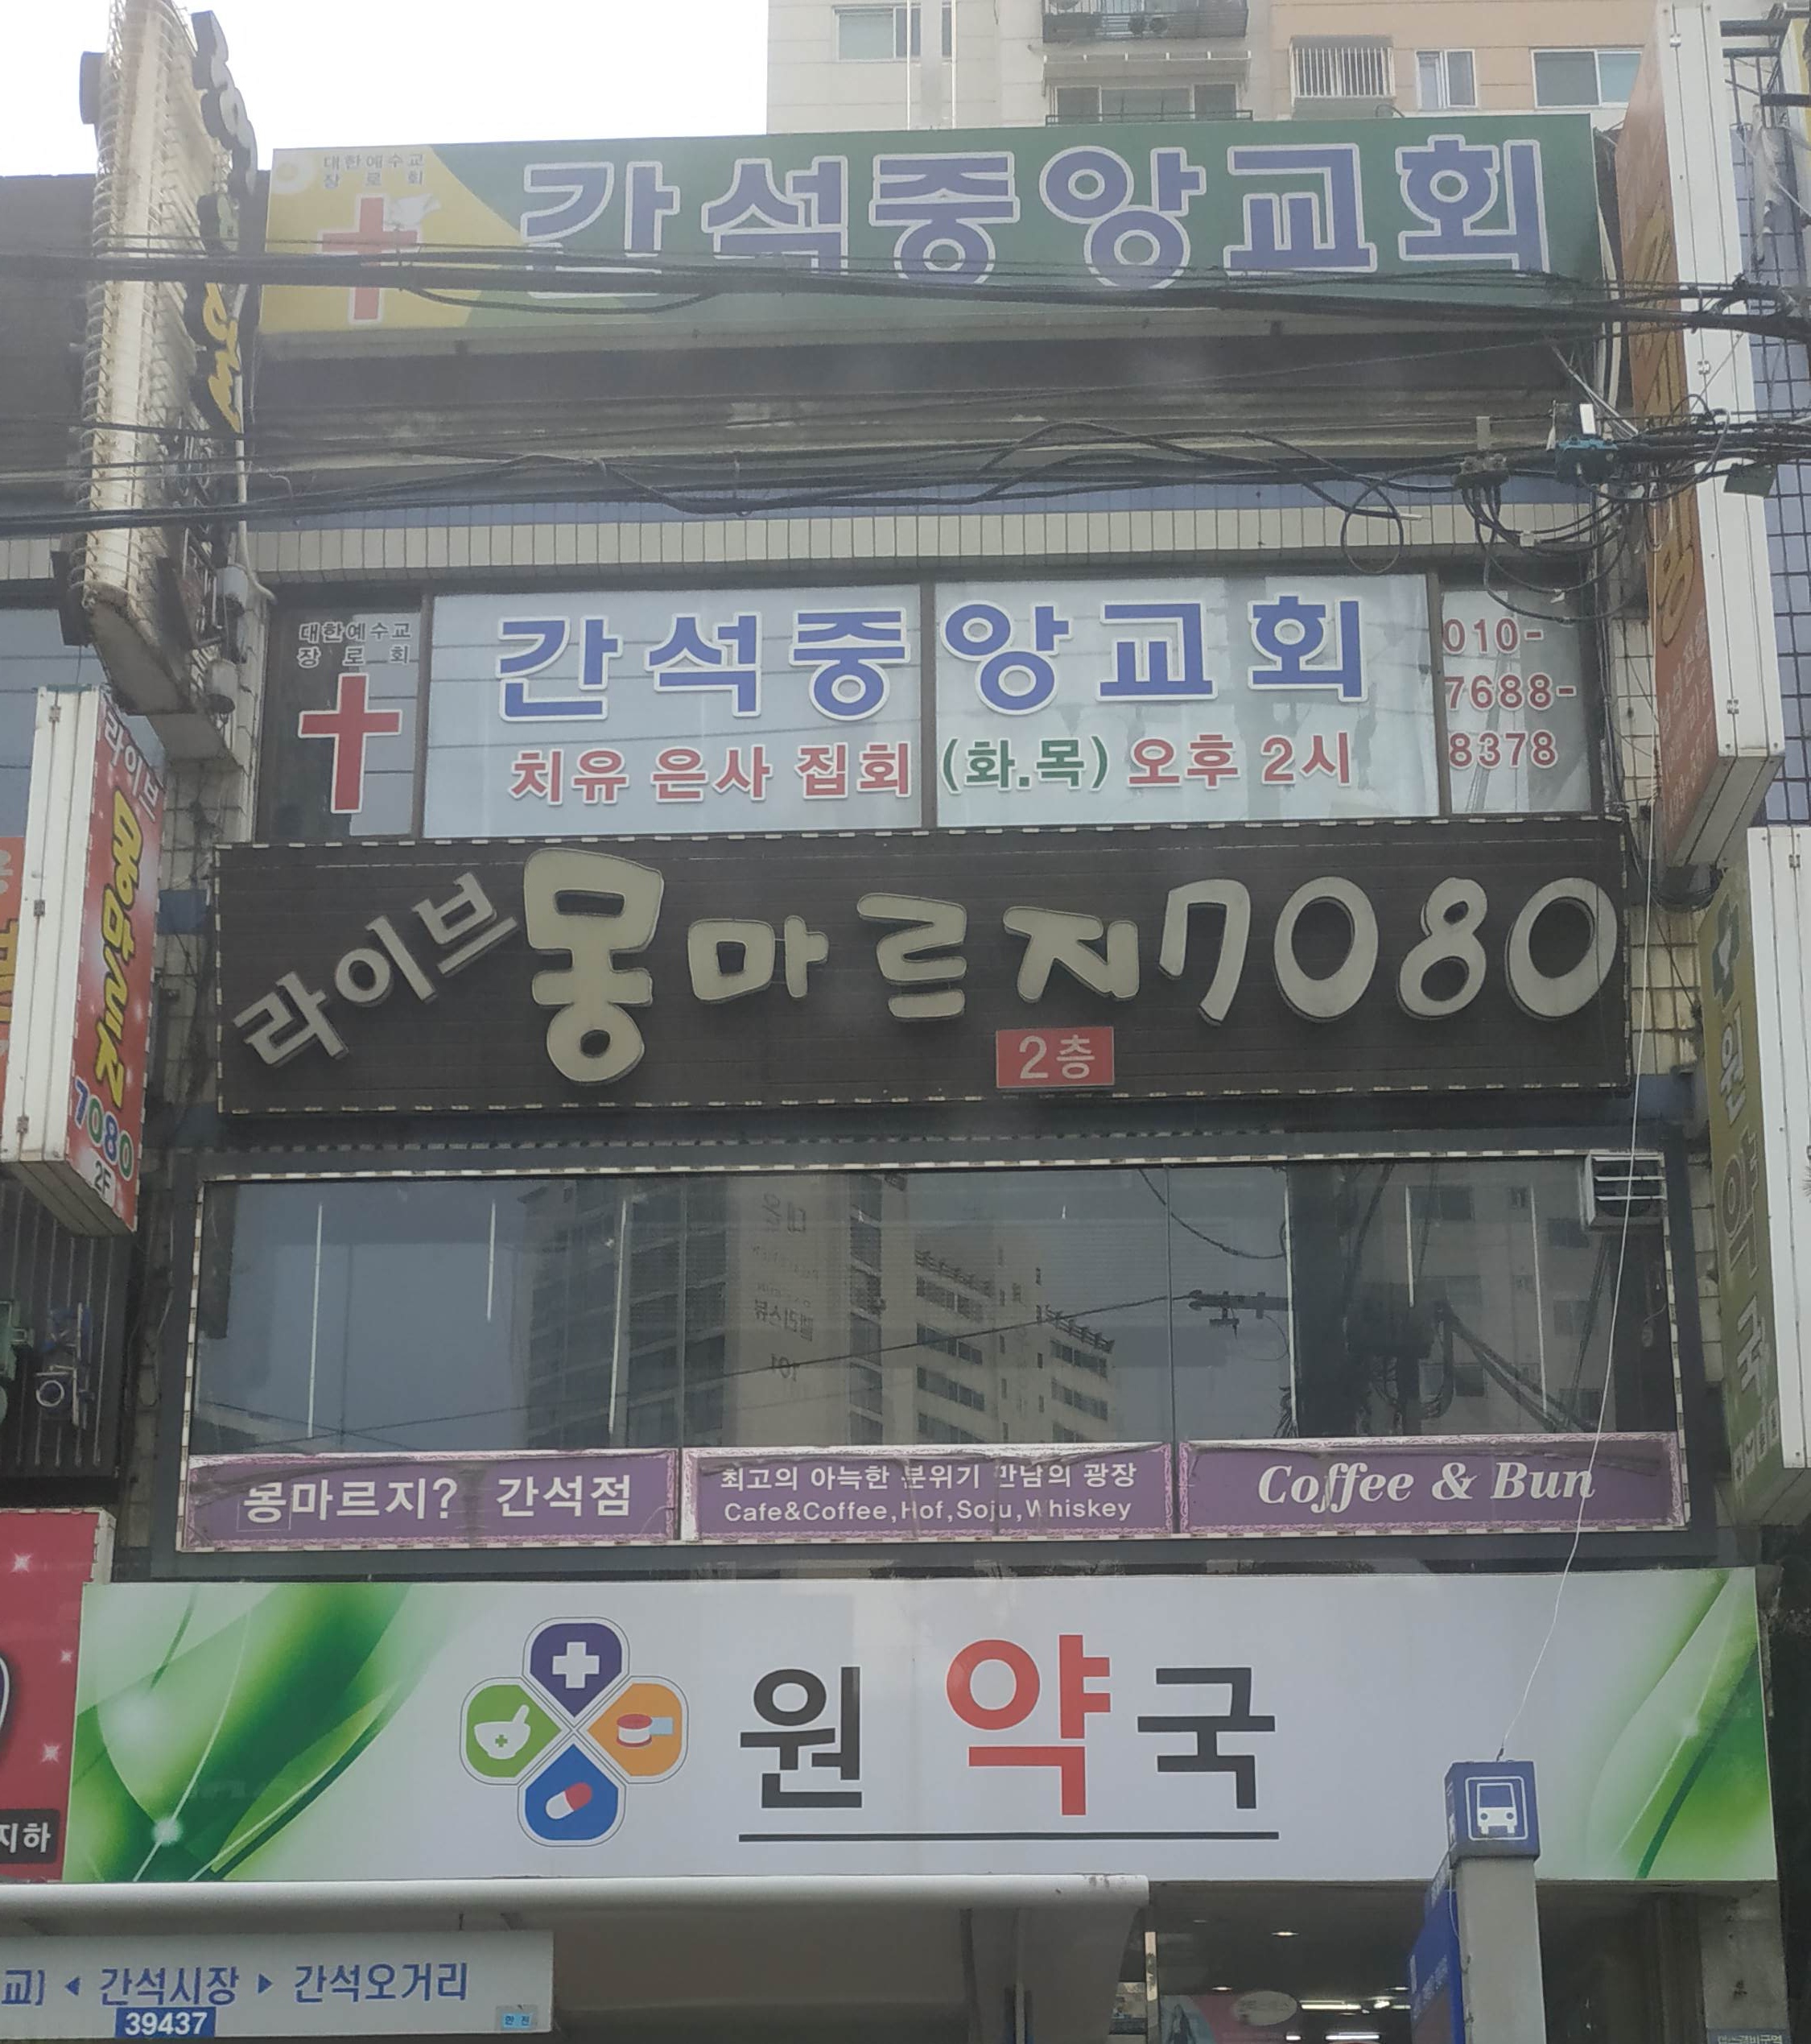 대한예수교
장로회
간석중앙교회
대한예수교
장로회
간석중앙교회
치유 은사 집회 (화.목) 오후 2시
010-
7688-
8378
라이브 몽마르지7080
2층
라이브
몽마르지
7080
2F
몽마르지? 간석점
최고의 아늑한 분위기 만남의 광장
Cafe&Coffee,Hof,Soju,Whiskey
Coffee & Bun
원약국
원약국
지하
교) ◂ 간석시장 ▸ 간석오거리
39437